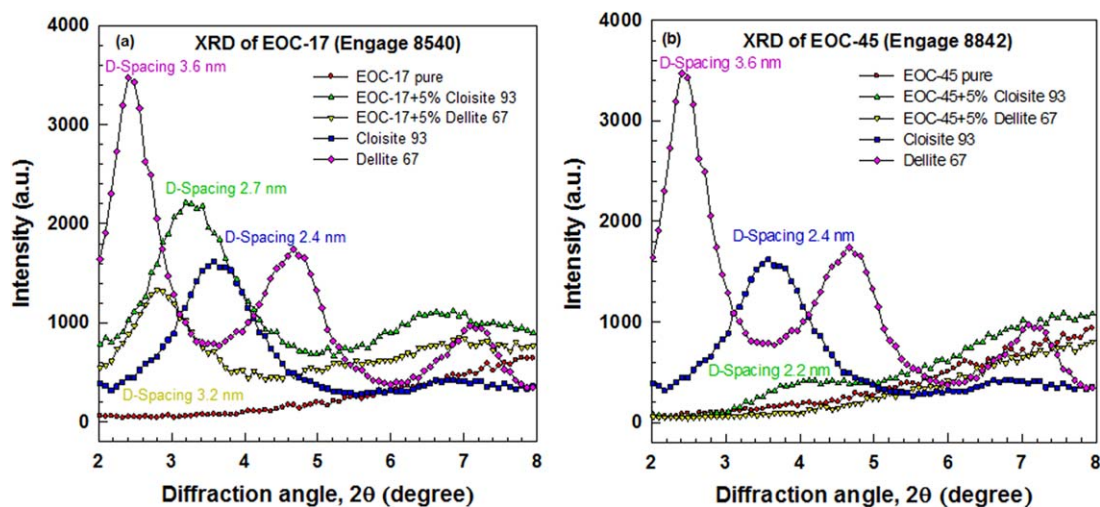 (a) XRD of EOC-17 (Engage 8540)
D-Spacing 3.6 nm
EOC-17 pure
EOC-17+5% Cloisite 93
EOC-17+5% Dellite 67
Cloisite 93
Dellite 67
D-Spacing 2.7 nm
D-Spacing 2.4 nm
D-Spacing 3.2 nm
4000
3200
2400
1600
800
0
Intensity (a.u.)
2 3 4 5 6 7 8
Diffraction angle, 2θ (degree)
(b) XRD of EOC-45 (Engage 8842)
D-Spacing 3.6 nm
EOC-45 pure
EOC-45+5% Cloisite 93
EOC-45+5% Dellite 67
Cloisite 93
Dellite 67
D-Spacing 2.4 nm
D-Spacing 2.2 nm
4000
3000
2000
1000
0
Intensity (a.u.)
2 3 4 5 6 7 8
Diffraction angle, 2θ (degree)